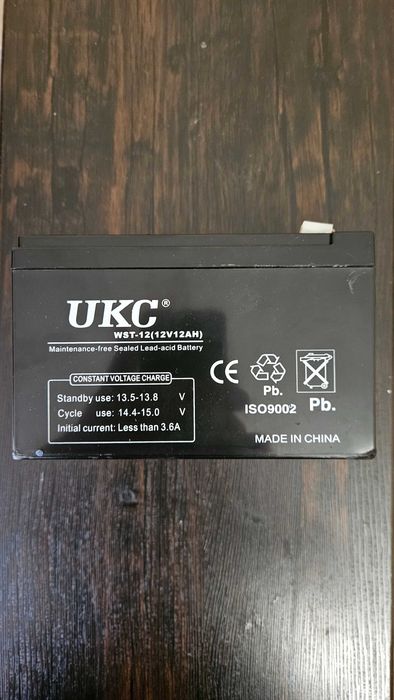 UKC®
WST-12(12V12AH)
Maintenance-free Sealed Lead-acid Battery
CONSTANT VOLTAGE CHARGE
Standby use: 13.5-13.8 V
Cycle use: 14.4-15.0 V
Initial current: Less than 3.6A
CE
Pb.
ISO9002
Pb.
MADE IN CHINA